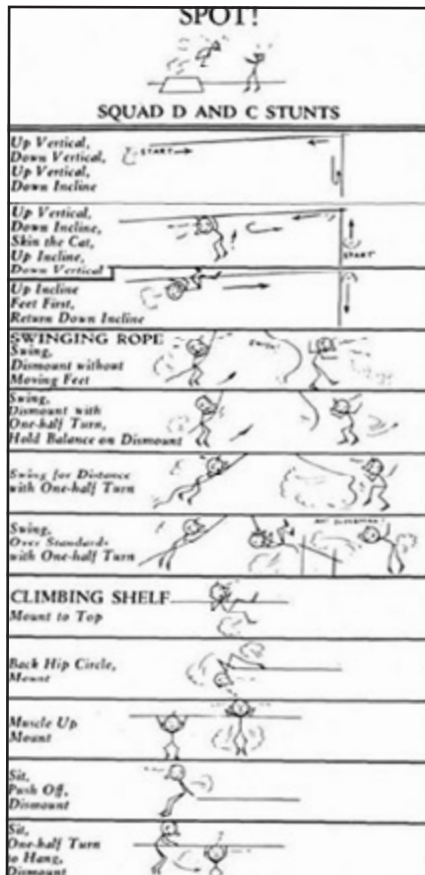 SPOT!
SQUAD D AND C STUNTS
Up Vertical,
Down Vertical,
Up Vertical,
Down Incline
START
Up Vertical,
Down Incline,
Skin the Cat,
Up Incline,
Down Vertical
START
Up Incline
Feet First,
Return Down Incline
SWINGING ROPE
Swing,
Dismount without
Moving Feet
Swing,
Dismount with
One-half Turn,
Hold Balance on Dismount
Swing for Distance
with One-half Turn
Swing,
Over Standards
with One-half Turn
CLIMBING SHELF
Mount to Top
Back Hip Circle,
Mount
Muscle Up
Mount
Sit,
Push Off,
Dismount
Sit,
One-half Turn
to Hang,
Dismount